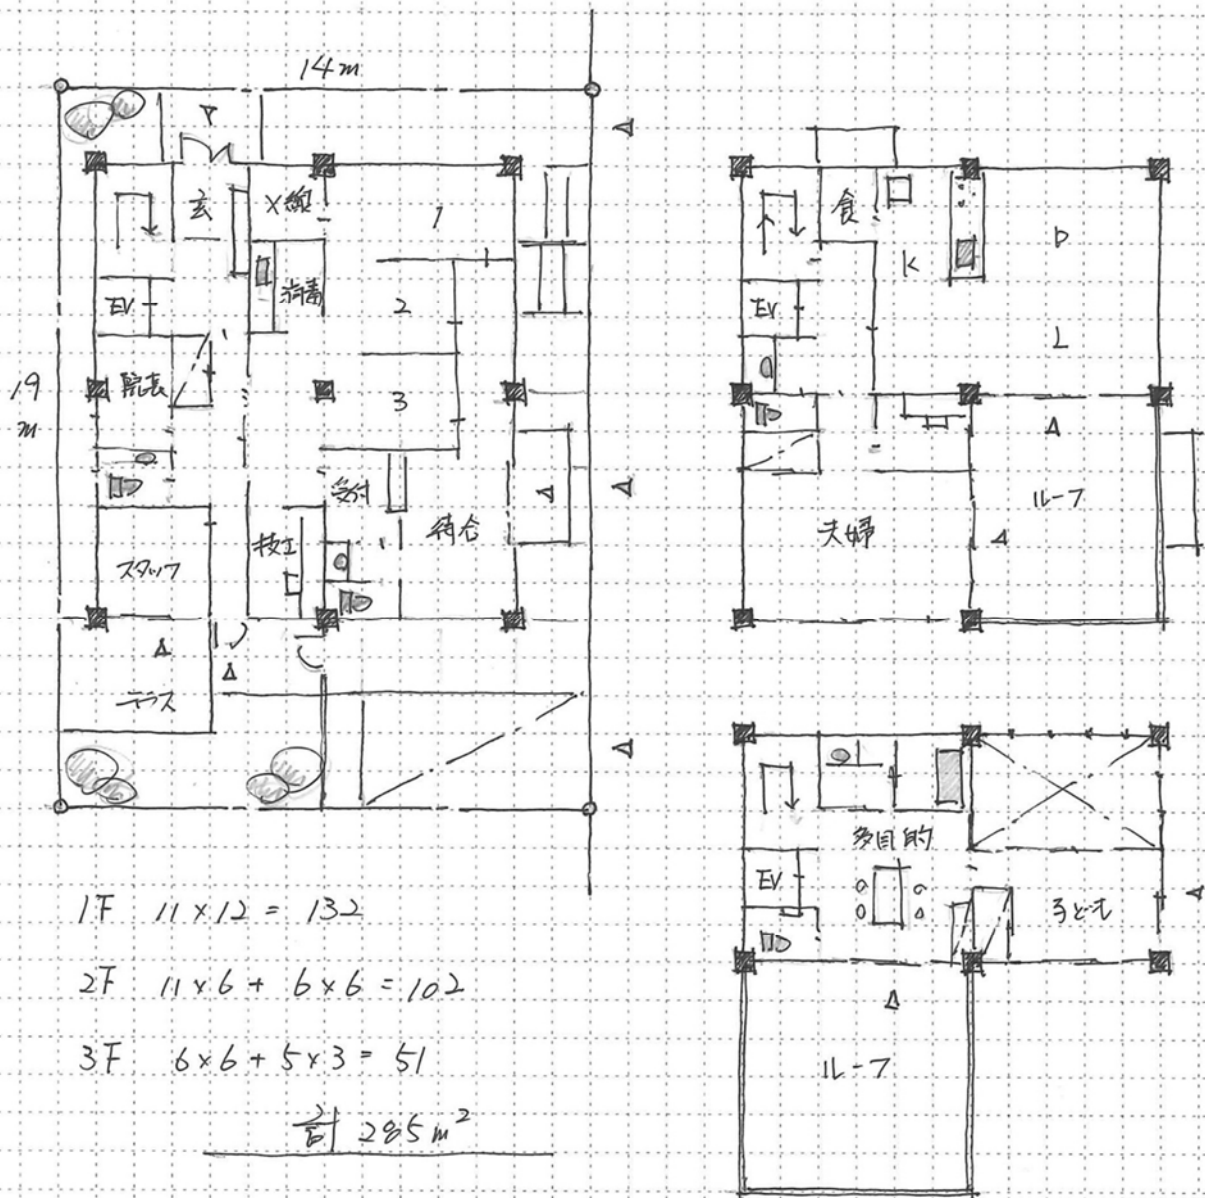 14m
19
m
玄
X線
1
EV
消毒
2
院長
3
受付
待合
技工
スタッフ
テラス
食
K
D
EV
L
ルーフ
夫婦
多目的
EV
子ども
ルーフ
1F 11×12 = 132
2F 11×6 + 6×6 = 102
3F 6×6 + 5×3 = 51
計 285m²